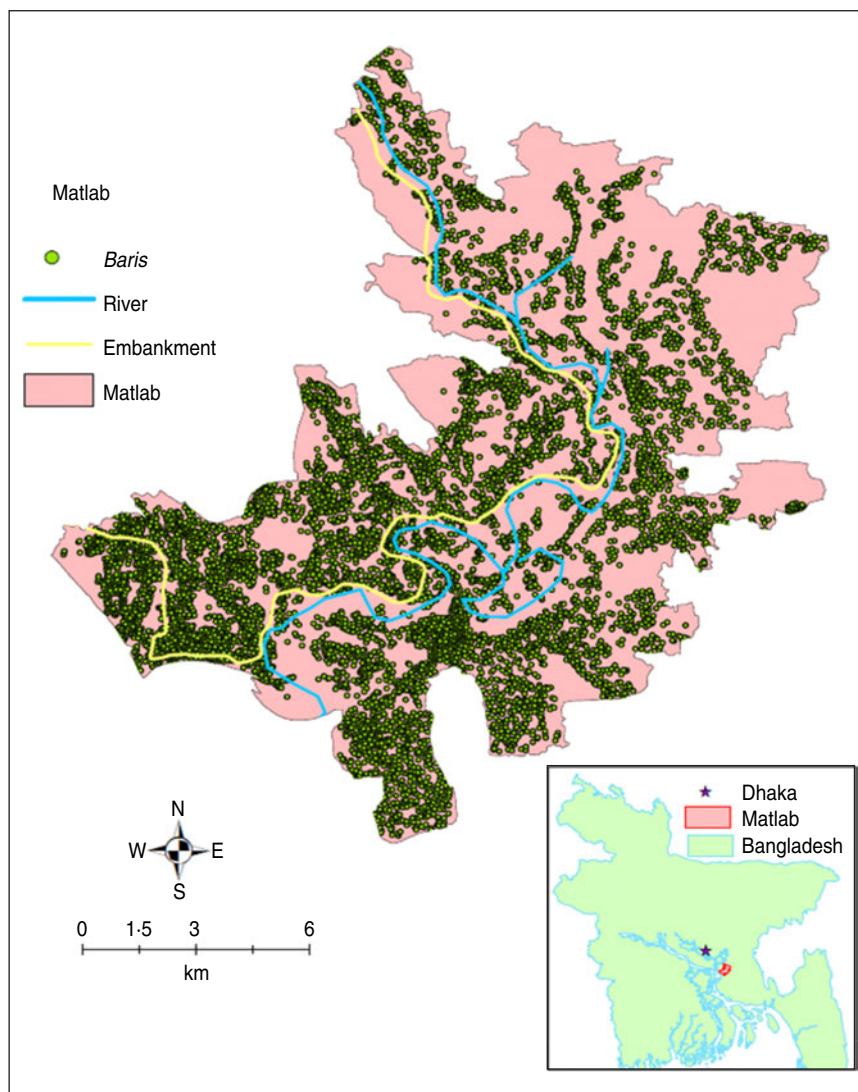 Matlab
Baris
River
Embankment
Matlab
N
W E
S
0 1·5 3 6
km
Dhaka
Matlab
Bangladesh